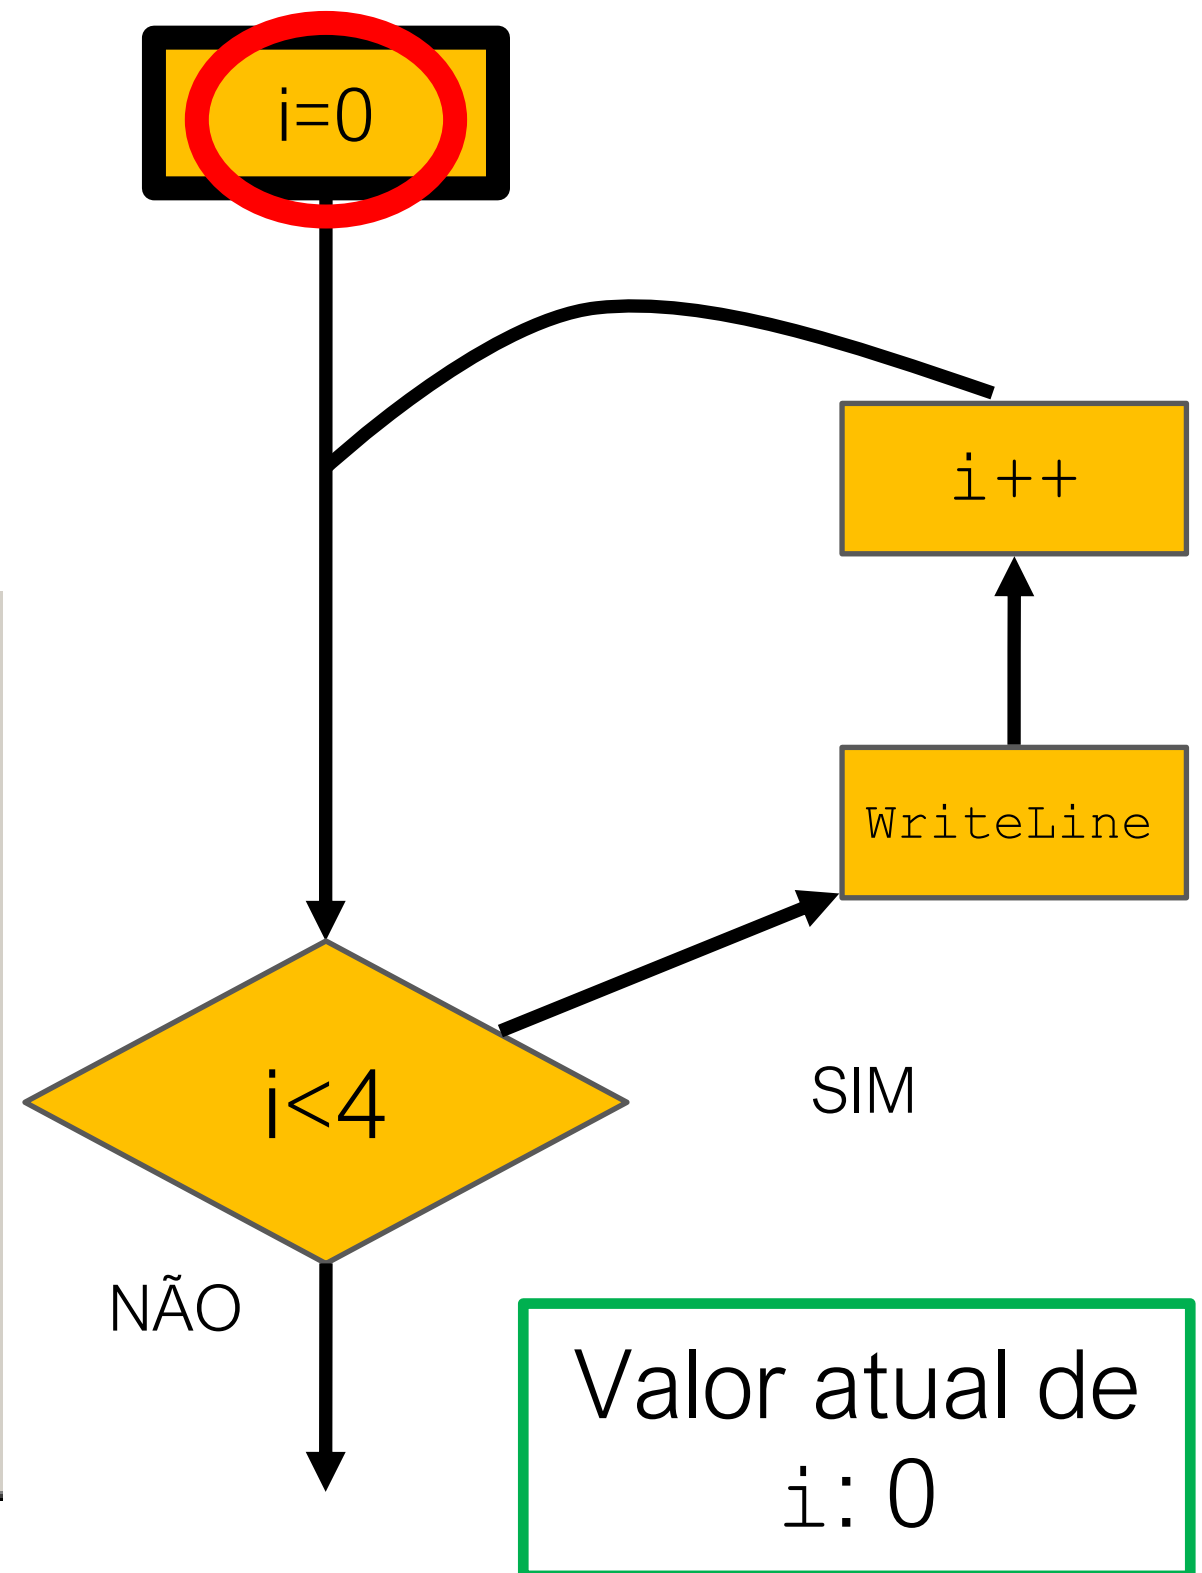 i=0
i++
WriteLine
i<4
SIM
NÃO
Valor atual de
i: 0